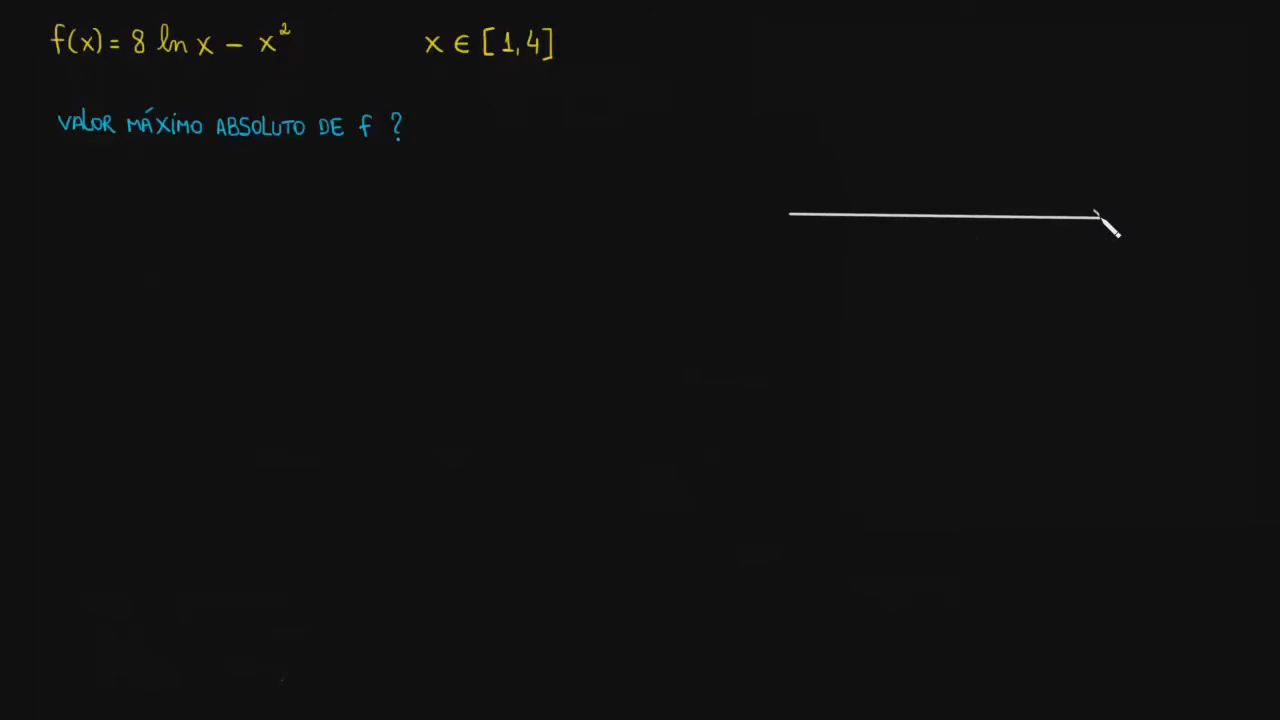 f(x) = 8 ln x − x² x ∈ [1,4]
VALOR MÁXIMO ABSOLUTO DE f ?